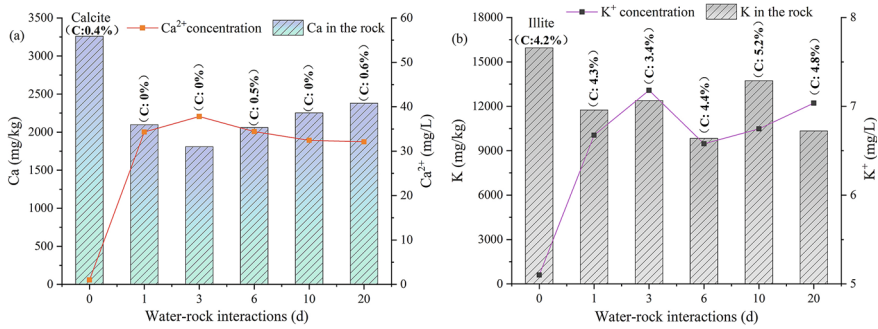 (a)
Calcite
(C:0.4%)
Ca²⁺concentration
Ca in the rock
(C: 0%)
(C: 0%)
(C: 0.5%)
(C: 0%)
(C: 0.6%)
3500
3000
2500
2000
1500
1000
500
0
Ca (mg/kg)
60
50
40
30
20
10
0
Ca²⁺ (mg/L)
0 1 3 6 10 20
Water-rock interactions (d)
(b)
Illite
(C:4.2%)
K⁺ concentration
K in the rock
(C: 4.3%)
(C: 3.4%)
(C: 4.4%)
(C: 5.2%)
(C: 4.8%)
18000
15000
12000
9000
6000
3000
0
K (mg/kg)
8
7
6
5
K⁺ (mg/L)
0 1 3 6 10 20
Water-rock interactions (d)